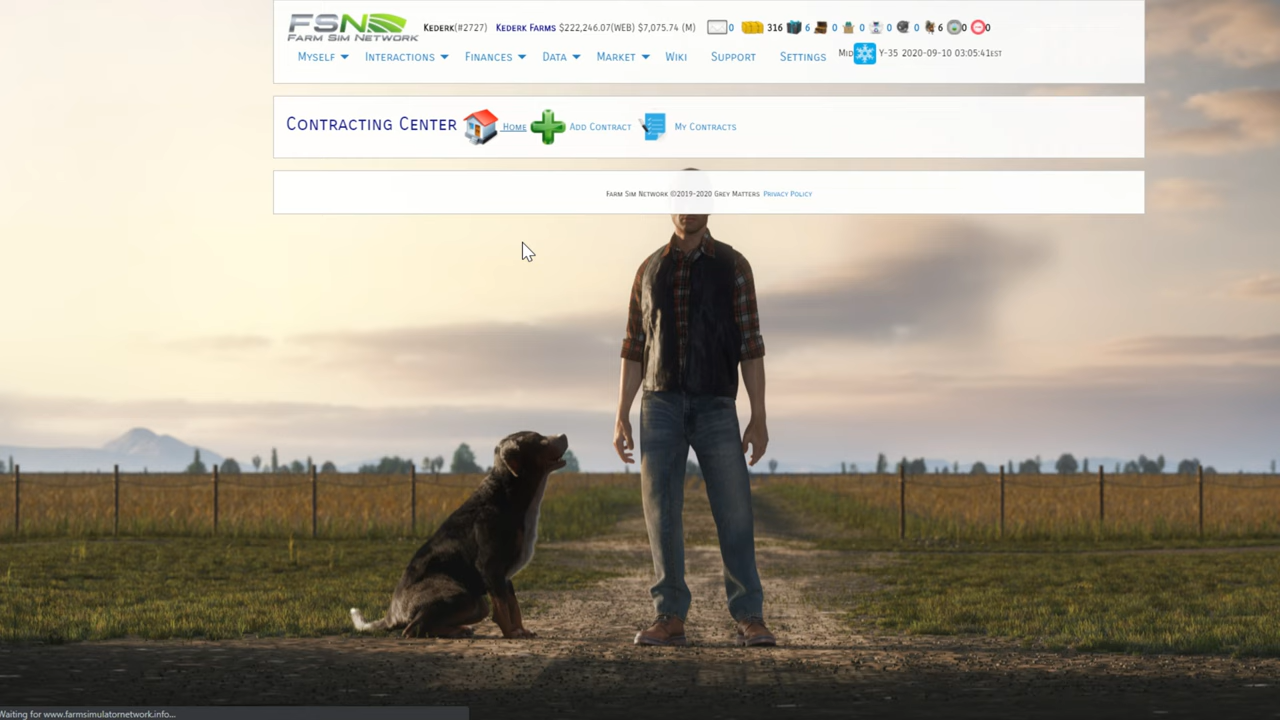 FSN Kederk(#2727) Kederk Farms $222,246.07(WEB) $7,075.74 (M) 0 316 6 0 0 0 0 6 0 0
Farm Sim Network
Myself Interactions Finances Data Market Wiki Support Settings Mid Y-35 2020-09-10 03:05:41EST
Contracting Center Home Add Contract My Contracts
Farm Sim Network ©2019-2020 Grey Matters Privacy Policy
Waiting for www.farmsimulatornetwork.info...